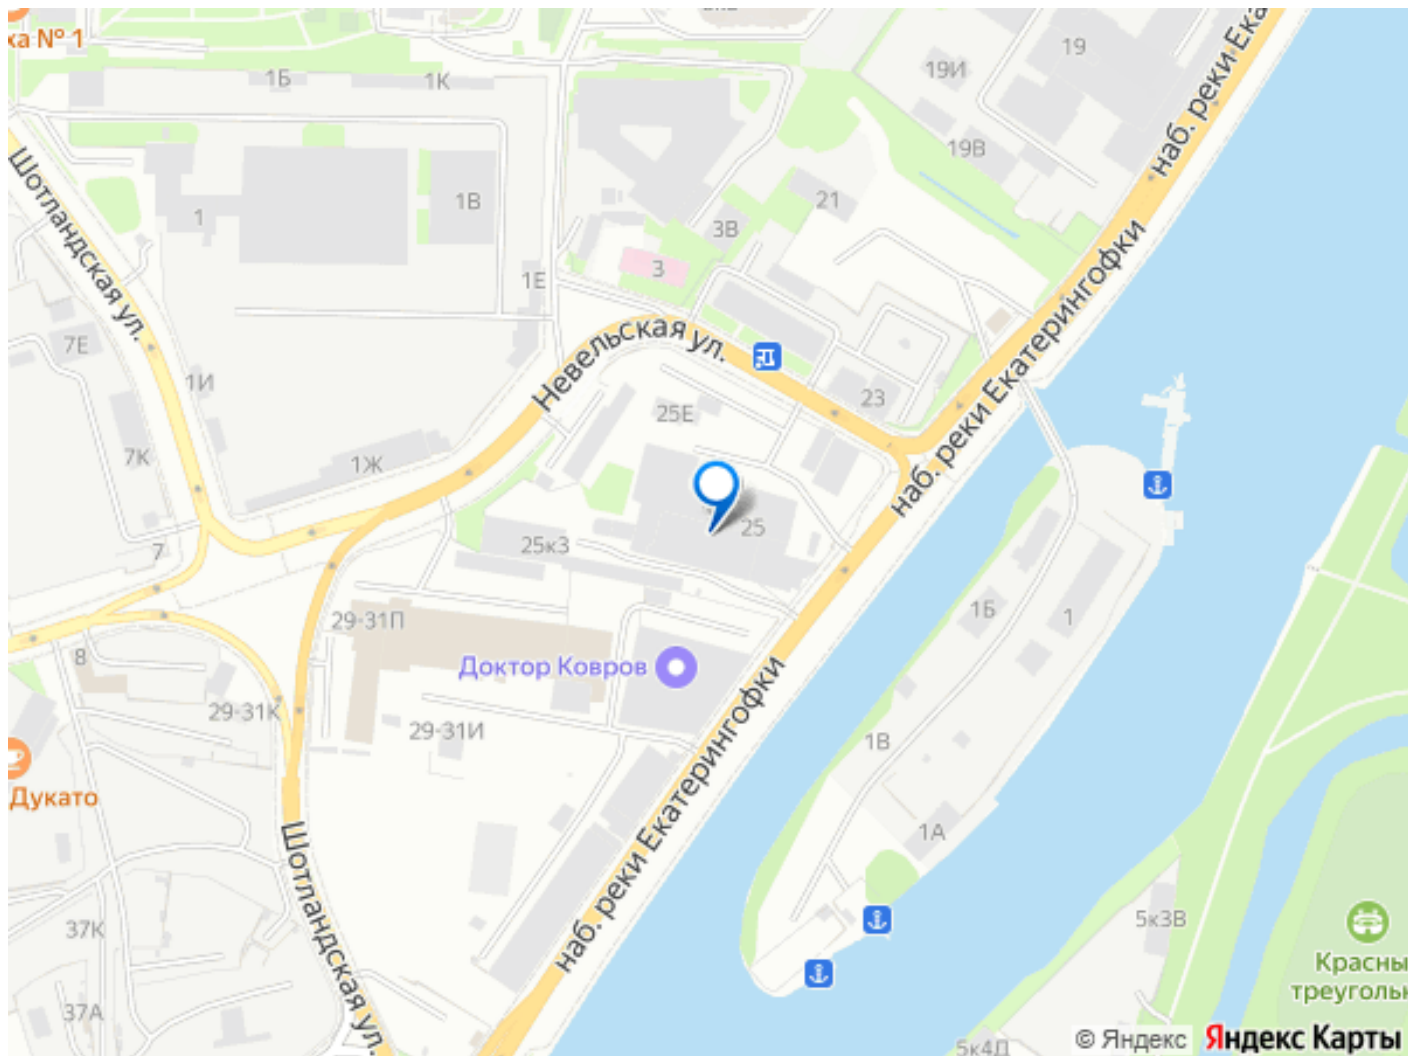 ха № 1
1Б
1К
19
19И
19В
наб. реки Ека
Шотландская ул.
1
1В
21
3В
3
1Е
7Е
1И
7К
1Ж
7
Невельская ул.
23
25Е
25
25к3
наб. реки Екатерингофки
29-31П
Доктор Ковров
8
29-31К
29-31И
1Б
1
1В
1А
Дукато
Шотландская ул.
наб. реки Екатерингофки
37К
37А
5к3В
Красны
треуголь
5к4Д
© Яндекс Яндекс Карты